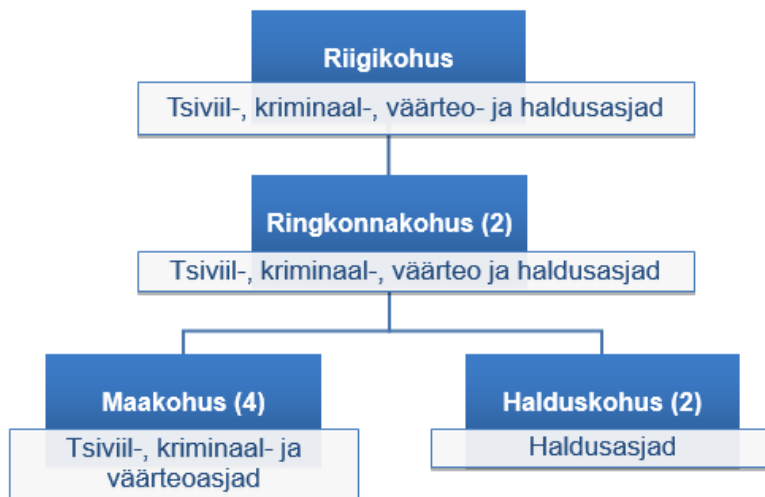 Riigikohus
Tsiviil-, kriminaal-, väärteo- ja haldusasjad
Ringkonnakohus (2)
Tsiviil-, kriminaal-, väärteo ja haldusasjad
Maakohus (4)
Tsiviil-, kriminaal- ja
väärteoasjad
Halduskohus (2)
Haldusasjad